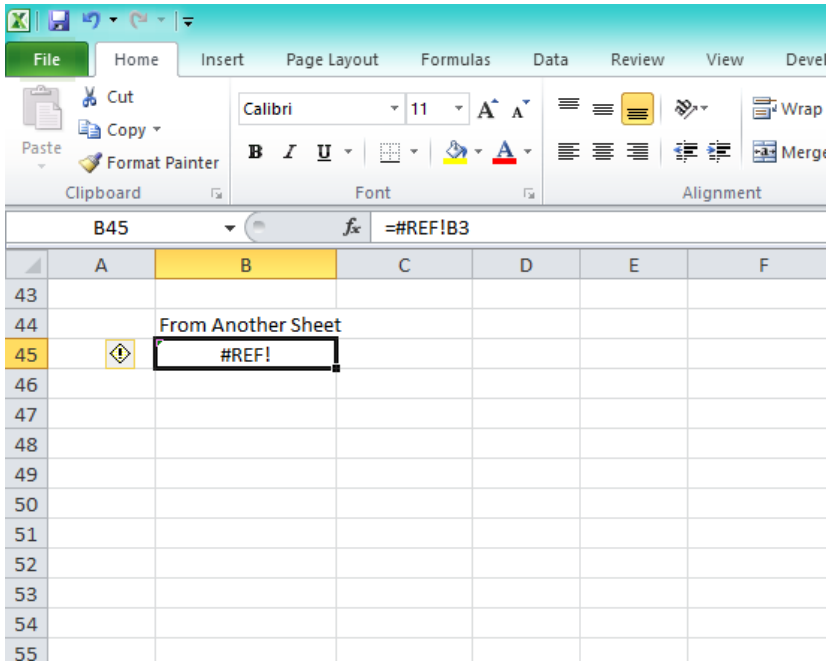 File Home Insert Page Layout Formulas Data Review View Devel
Cut
Calibri 11 A A Wrap
Copy
Paste
B I U A Merge
Format Painter
Clipboard Font Alignment
B45 fx =#REF!B3
A B C D E F
43
44 From Another Sheet
45 #REF!
46
47
48
49
50
51
52
53
54
55